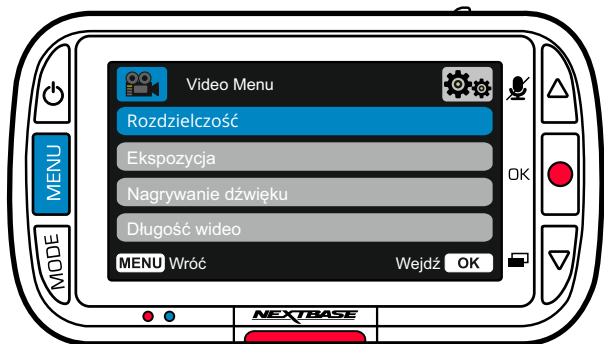 Video Menu
Rozdzielczość
Ekspozycja
Nagrywanie dźwięku
Długość wideo
MENU Wróć
Wejdź OK
MENU
MODE
OK
NEXTBASE